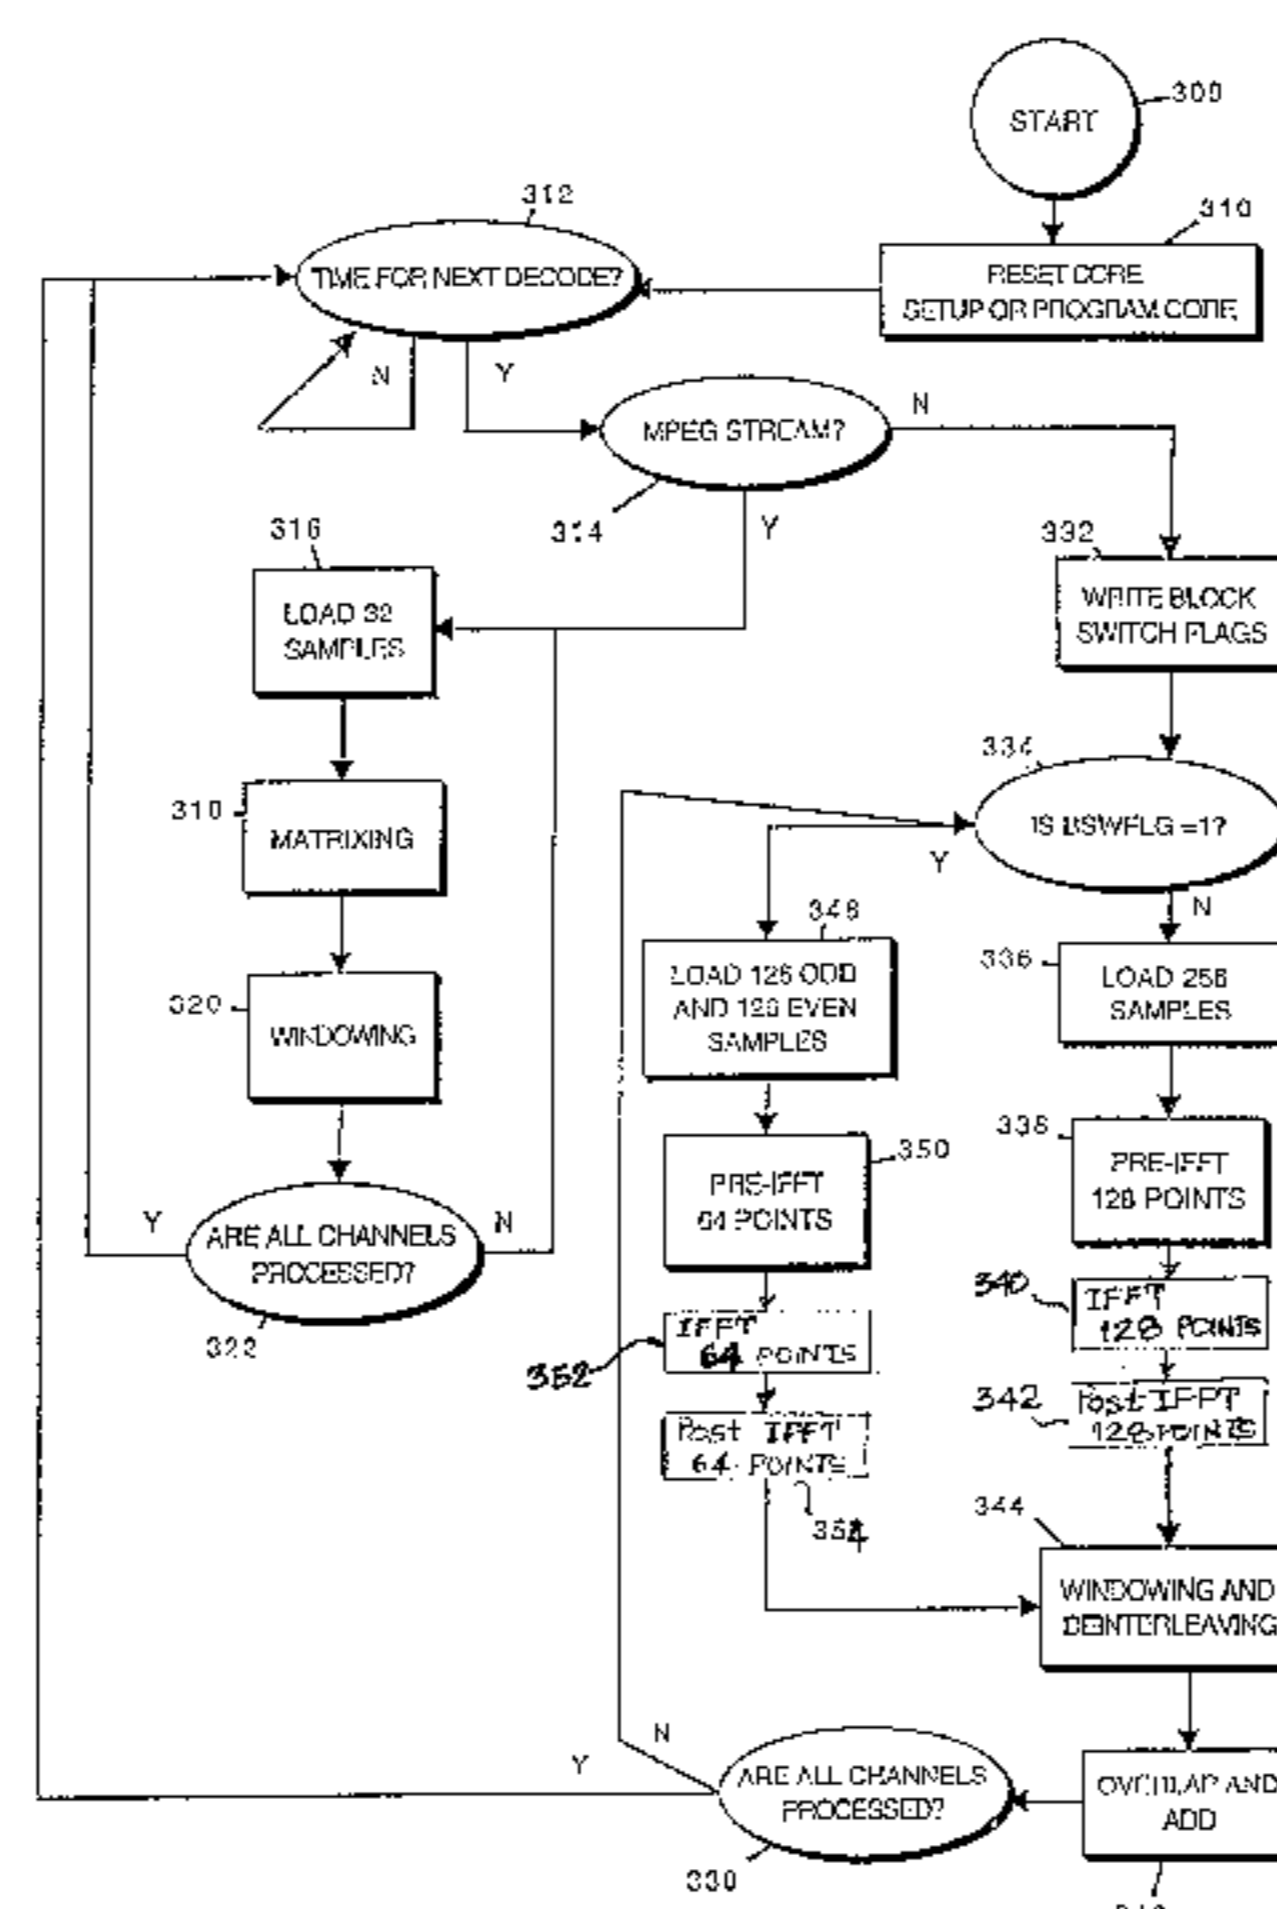 START
309
310
RESET CORE
SETUP OR PROGRAM CORE
312
TIME FOR NEXT DECODE?
N
Y
MPEG STREAM?
N
314
Y
316
LOAD 32
SAMPLES
332
WRITE BLOCK
SWITCH FLAGS
334
IS BSWFLG =1?
Y
N
310
MATRIXING
348
LOAD 128 ODD
AND 128 EVEN
SAMPLES
336
LOAD 256
SAMPLES
320
WINDOWING
350
PRE-IFFT
64 POINTS
338
PRE-IFFT
128 POINTS
Y
ARE ALL CHANNELS
PROCESSED?
N
322
352
IFFT
64 POINTS
340
IFFT
128 POINTS
Post IFFT
64 POINTS
354
342
Post IFFT
128 POINTS
344
WINDOWING AND
DEINTERLEAVING
N
Y
ARE ALL CHANNELS
PROCESSED?
330
OVERLAP AND
ADD